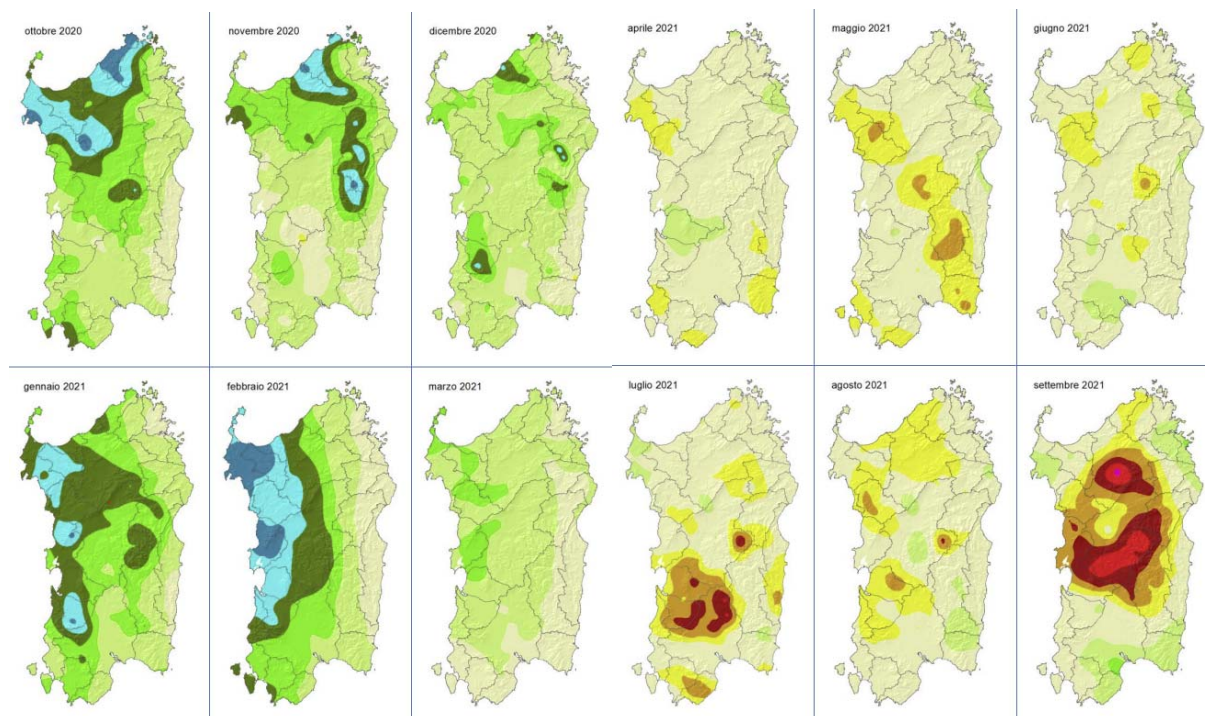 ottobre 2020
novembre 2020
dicembre 2020
aprile 2021
maggio 2021
giugno 2021
gennaio 2021
febbraio 2021
marzo 2021
luglio 2021
agosto 2021
settembre 2021